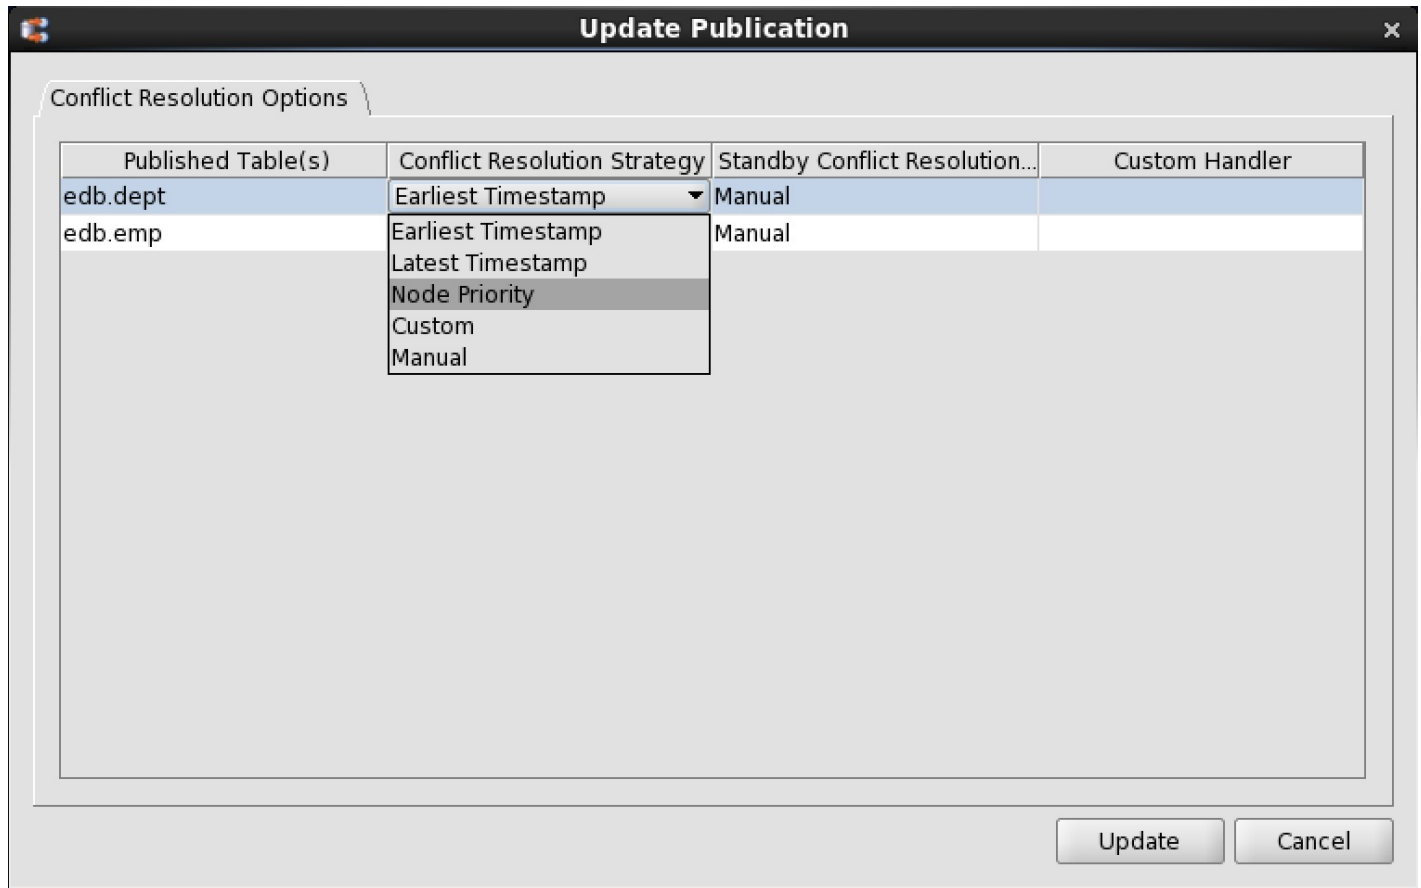 Update Publication
Conflict Resolution Options
Published Table(s) Conflict Resolution Strategy Standby Conflict Resolution... Custom Handler
edb.dept Earliest Timestamp Manual
edb.emp Earliest Timestamp Manual
Latest Timestamp
Node Priority
Custom
Manual
Update Cancel